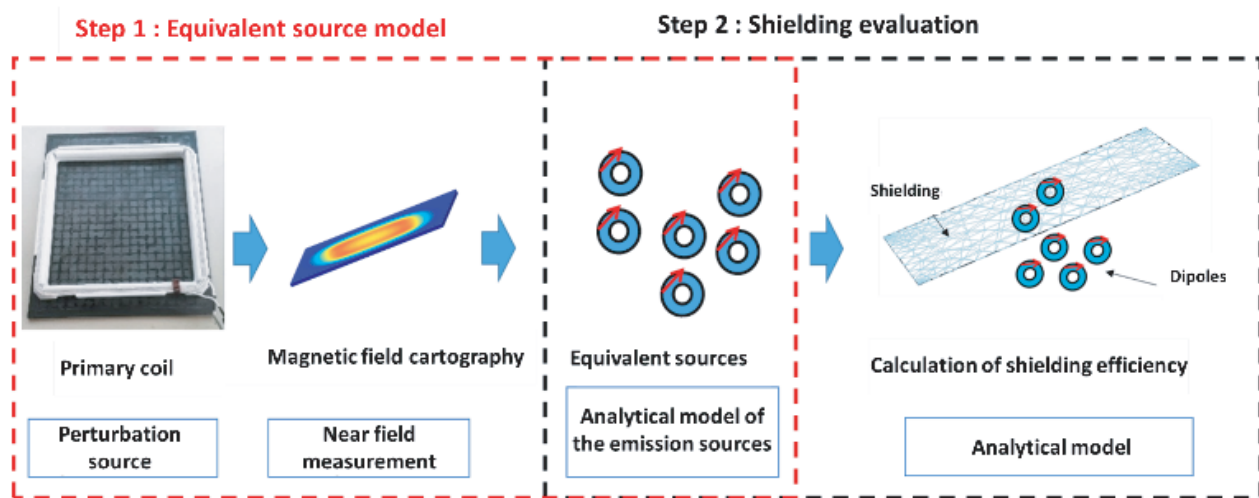 Step 1 : Equivalent source model
Step 2 : Shielding evaluation
Shielding
Dipoles
Primary coil
Magnetic field cartography
Equivalent sources
Calculation of shielding efficiency
Perturbation
source
Near field
measurement
Analytical model of
the emission sources
Analytical model